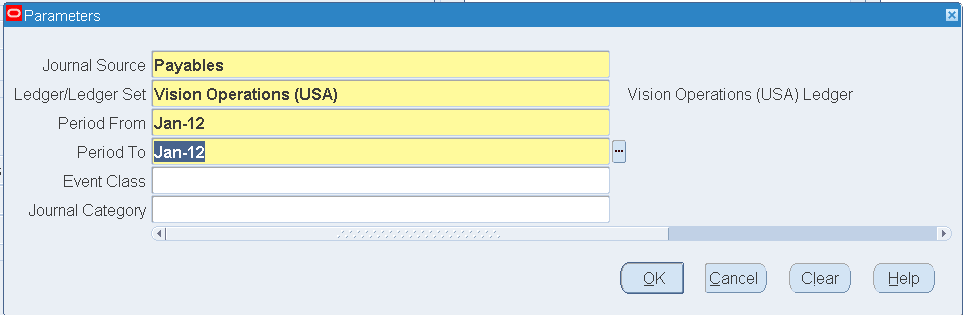 Parameters
Journal Source Payables
Ledger/Ledger Set Vision Operations (USA) Vision Operations (USA) Ledger
Period From Jan-12
Period To Jan-12
Event Class
Journal Category
OK Cancel Clear Help